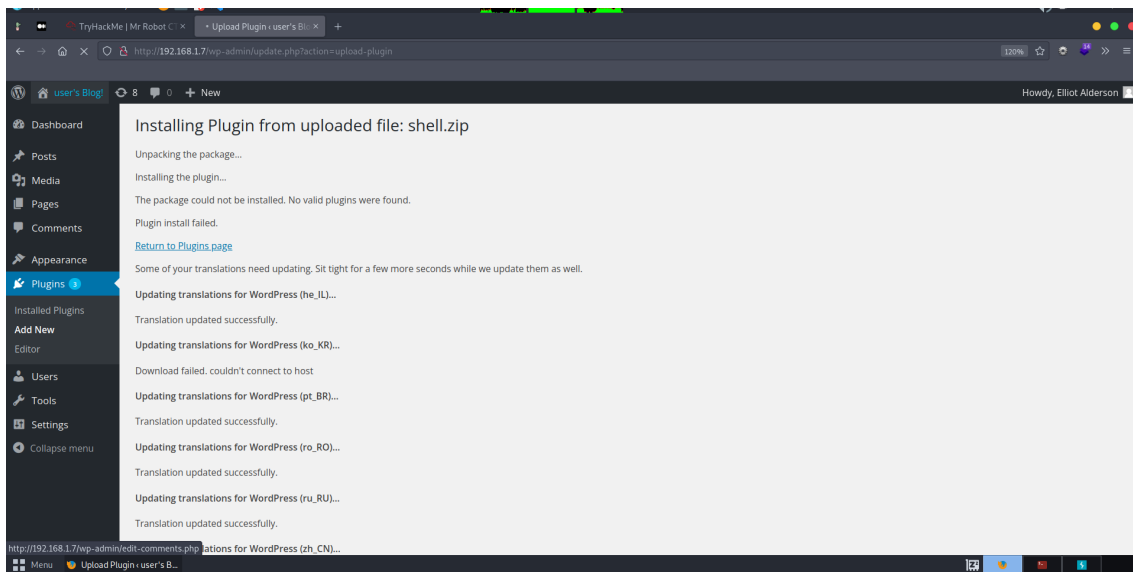 TryHackMe | Mr Robot CT
• Upload Plugin ‹ user's Blo
http://192.168.1.7/wp-admin/update.php?action=upload-plugin
120%
14
user's Blog!
8
0
+ New
Howdy, Elliot Alderson
Dashboard
Posts
Media
Pages
Comments
Appearance
Plugins 3
Installed Plugins
Add New
Editor
Users
Tools
Settings
Collapse menu
Installing Plugin from uploaded file: shell.zip
Unpacking the package...
Installing the plugin...
The package could not be installed. No valid plugins were found.
Plugin install failed.
Return to Plugins page
Some of your translations need updating. Sit tight for a few more seconds while we update them as well.
Updating translations for WordPress (he_IL)...
Translation updated successfully.
Updating translations for WordPress (ko_KR)...
Download failed. couldn't connect to host
Updating translations for WordPress (pt_BR)...
Translation updated successfully.
Updating translations for WordPress (ro_RO)...
Translation updated successfully.
Updating translations for WordPress (ru_RU)...
Translation updated successfully.
lations for WordPress (zh_CN)...
http://192.168.1.7/wp-admin/edit-comments.php
Menu
Upload Plugin ‹ user's B...